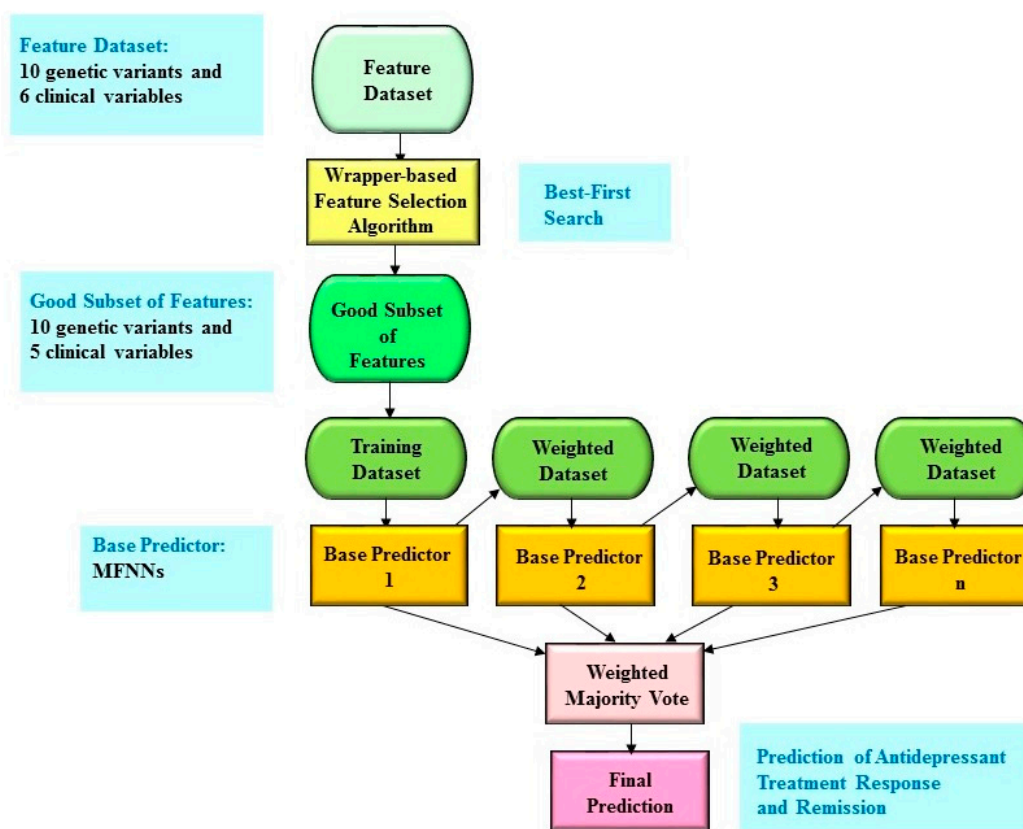 Feature Dataset:
10 genetic variants and
6 clinical variables
Feature
Dataset
Wrapper-based
Feature Selection
Algorithm
Best-First
Search
Good Subset of Features:
10 genetic variants and
5 clinical variables
Good Subset
of
Features
Training
Dataset
Weighted
Dataset
Weighted
Dataset
Weighted
Dataset
Base Predictor:
MFNNs
Base Predictor
1
Base Predictor
2
Base Predictor
3
Base Predictor
n
Weighted
Majority Vote
Final
Prediction
Prediction of Antidepressant
Treatment Response
and Remission